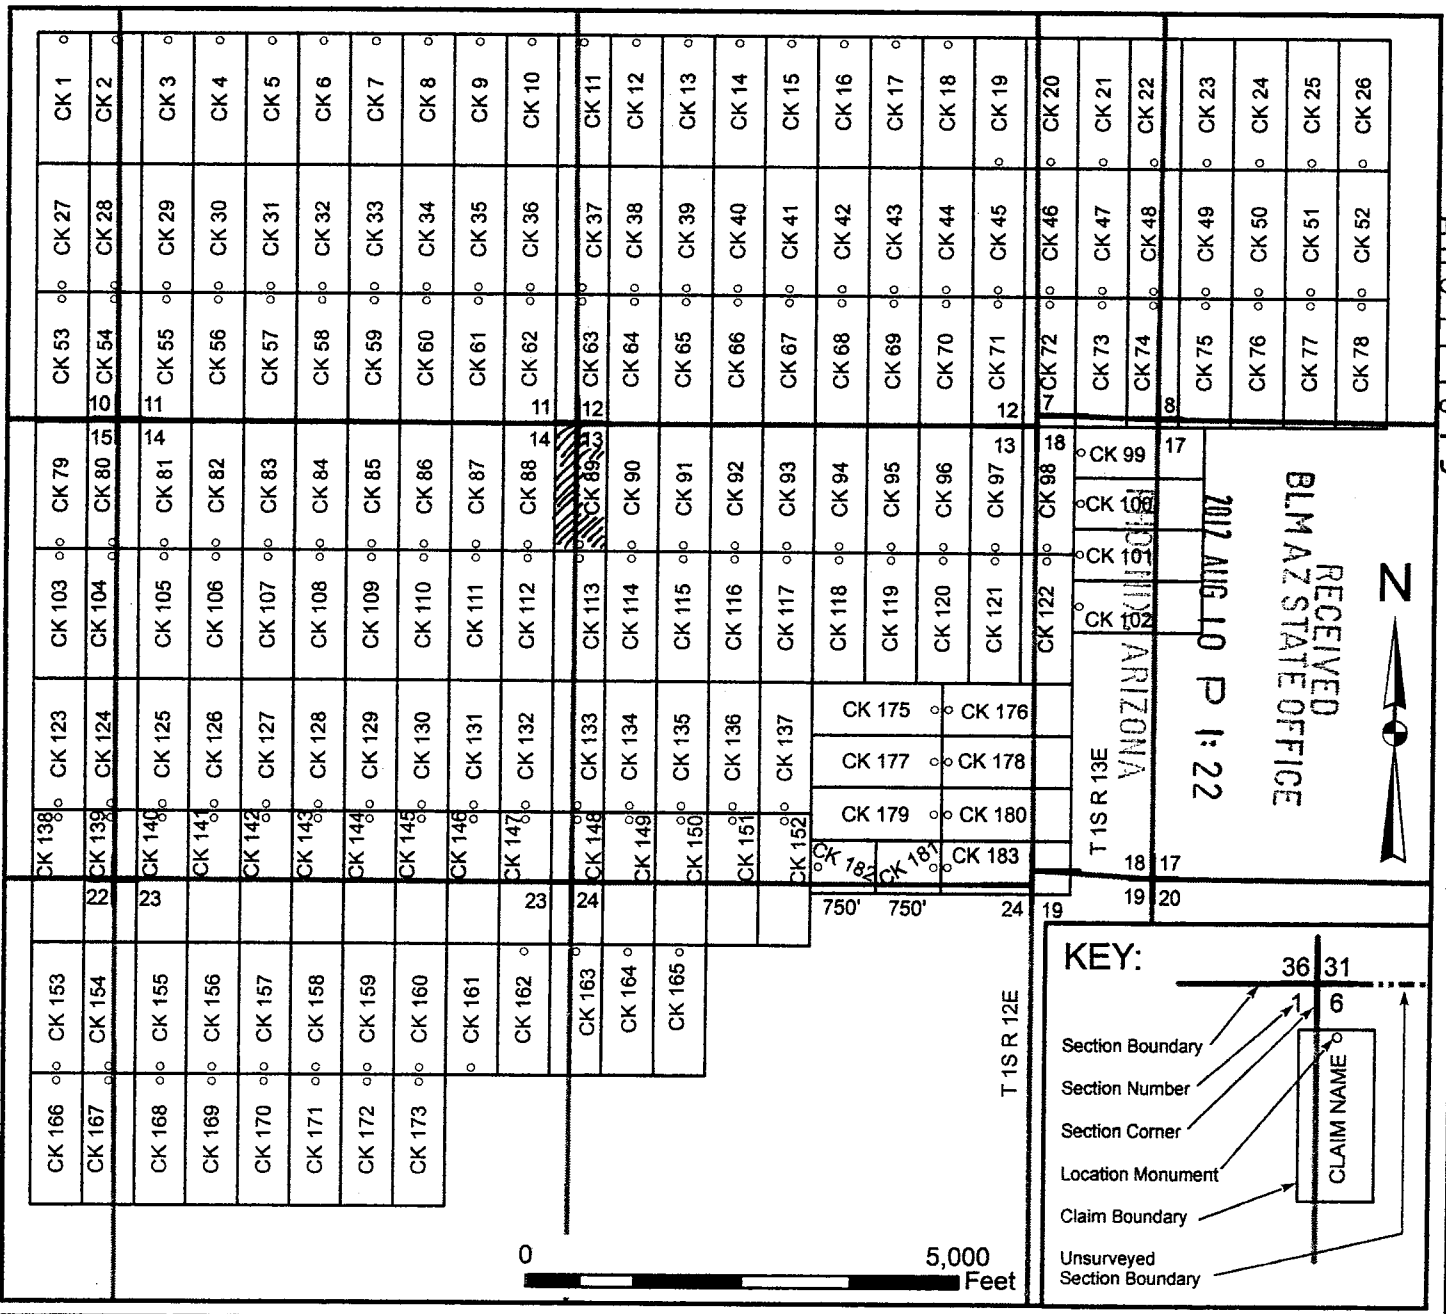 CK 1 CK 2 CK 3 CK 4 CK 5 CK 6 CK 7 CK 8 CK 9 CK 10 CK 11 CK 12 CK 13 CK 14 CK 15 CK 16 CK 17 CK 18 CK 19 CK 20 CK 21 CK 22 CK 23 CK 24 CK 25 CK 26
CK 27 CK 28 CK 29 CK 30 CK 31 CK 32 CK 33 CK 34 CK 35 CK 36 CK 37 CK 38 CK 39 CK 40 CK 41 CK 42 CK 43 CK 44 CK 45 CK 46 CK 47 CK 48 CK 49 CK 50 CK 51 CK 52
CK 53 CK 54 CK 55 CK 56 CK 57 CK 58 CK 59 CK 60 CK 61 CK 62 CK 63 CK 64 CK 65 CK 66 CK 67 CK 68 CK 69 CK 70 CK 71 CK 72 CK 73 CK 74 CK 75 CK 76 CK 77 CK 78
10 11 11 12 12 7 8
15 14 14 13 13 18 17
CK 79 CK 80 CK 81 CK 82 CK 83 CK 84 CK 85 CK 86 CK 87 CK 88 CK 89 CK 90 CK 91 CK 92 CK 93 CK 94 CK 95 CK 96 CK 97 CK 98
CK 99
CK 100
CK 101
CK 102
CK 103 CK 104 CK 105 CK 106 CK 107 CK 108 CK 109 CK 110 CK 111 CK 112 CK 113 CK 114 CK 115 CK 116 CK 117 CK 118 CK 119 CK 120 CK 121 CK 122
RECEIVED
BLM AZ STATE OFFICE
2017 AUG 10 P 1:22
PHOENIX, ARIZONA
N
CK 123 CK 124 CK 125 CK 126 CK 127 CK 128 CK 129 CK 130 CK 131 CK 132 CK 133 CK 134 CK 135 CK 136 CK 137
CK 175 CK 176
CK 177 CK 178
CK 179 CK 180
CK 182 CK 181 CK 183
T 1S R 13E
CK 138 CK 139 CK 140 CK 141 CK 142 CK 143 CK 144 CK 145 CK 146 CK 147 CK 148 CK 149 CK 150 CK 151 CK 152
18 17
22 23 23 24 750' 750' 24 19 19 20
CK 153 CK 154 CK 155 CK 156 CK 157 CK 158 CK 159 CK 160 CK 161 CK 162 CK 163 CK 164 CK 165
T 1S R 12E
CK 166 CK 167 CK 168 CK 169 CK 170 CK 171 CK 172 CK 173
0 5,000
Feet
KEY:
36 31
1 6
Section Boundary
Section Number
Section Corner
Location Monument
Claim Boundary
Unsurveyed
Section Boundary
CLAIM NAME